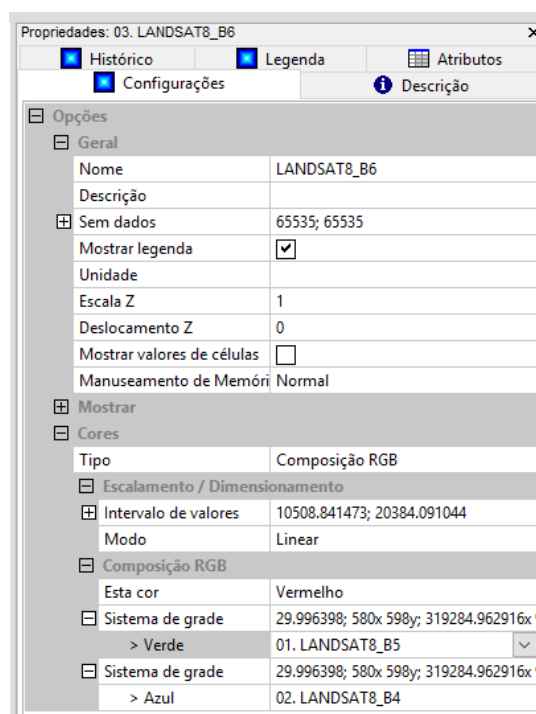 Propriedades: 03. LANDSAT8_B6
Histórico Legenda Atributos
Configurações Descrição
Opções
Geral
Nome LANDSAT8_B6
Descrição
Sem dados 65535; 65535
Mostrar legenda
Unidade
Escala Z 1
Deslocamento Z 0
Mostrar valores de células
Manuseamento de Memóri Normal
Mostrar
Cores
Tipo Composição RGB
Escalamento / Dimensionamento
Intervalo de valores 10508.841473; 20384.091044
Modo Linear
Composição RGB
Esta cor Vermelho
Sistema de grade 29.996398; 580x 598y; 319284.962916x
> Verde 01. LANDSAT8_B5
Sistema de grade 29.996398; 580x 598y; 319284.962916x
> Azul 02. LANDSAT8_B4